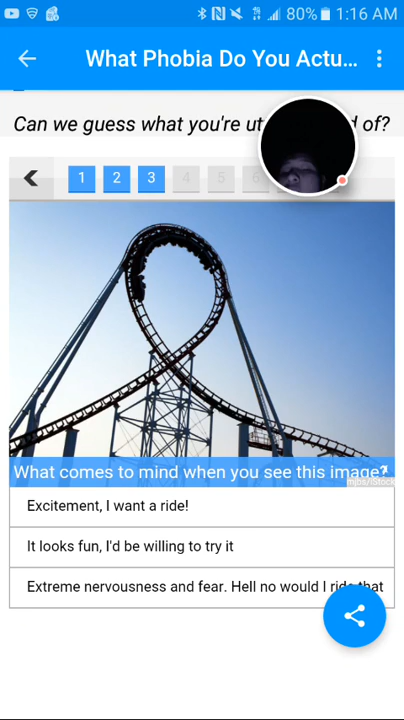 80% 1:16 AM
What Phobia Do You Actu...
Can we guess what you're ut d of?
1 2 3 4 5 6
What comes to mind when you see this image?
mjbs/iStock
Excitement, I want a ride!
It looks fun, I'd be willing to try it
Extreme nervousness and fear. Hell no would I ride that